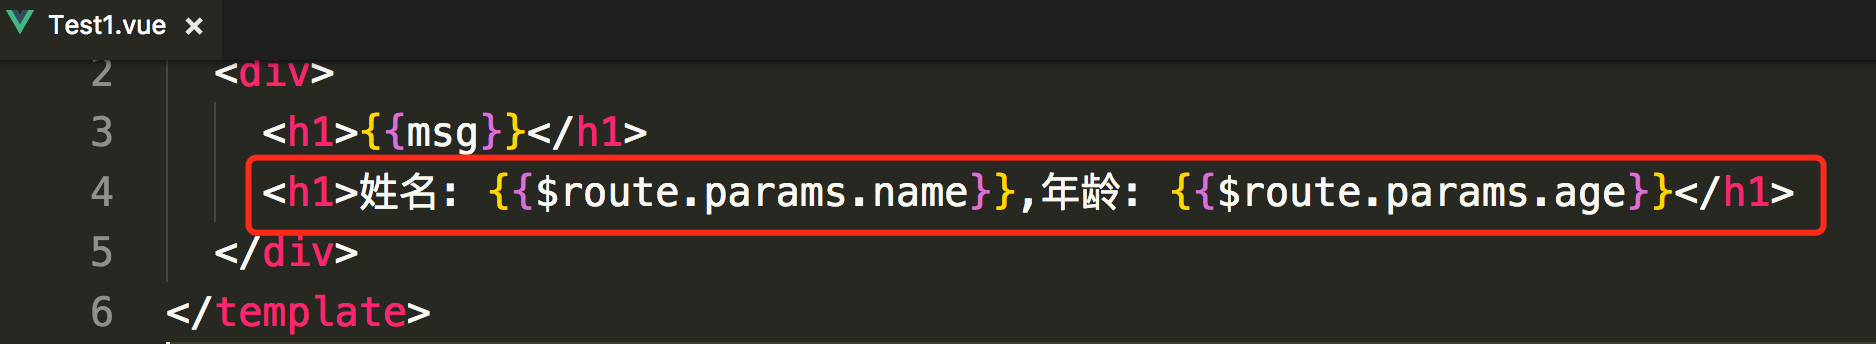 Test1.vue ×
2 <div>
3 <h1>{{msg}}</h1>
4 <h1>姓名: {{$route.params.name}},年龄: {{$route.params.age}}</h1>
5 </div>
6 </template>